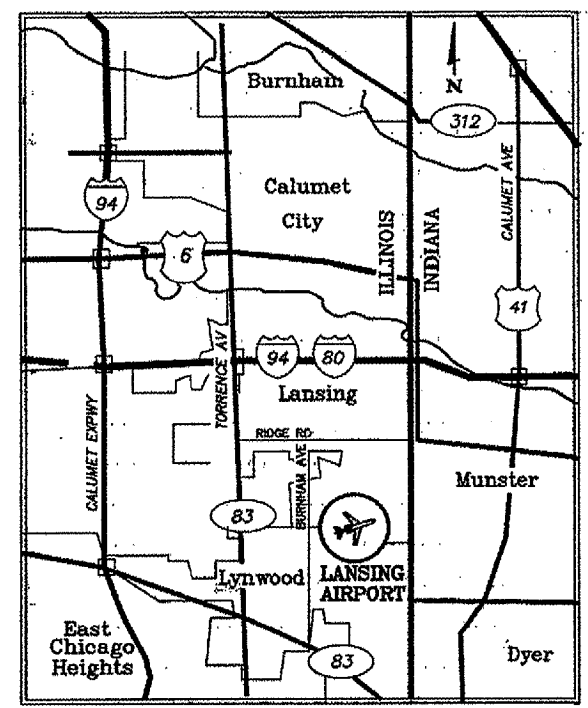 Burnham
N
312
CALUMET AVE
94
Calumet
City
ILLINOIS
INDIANA
6
41
TORRENCE AV
94
80
Lansing
CALUMET EXPWY
RIDGE RD
BURNHAM AVE
Munster
83
LANSING
AIRPORT
Lynwood
East
Chicago
Heights
83
Dyer